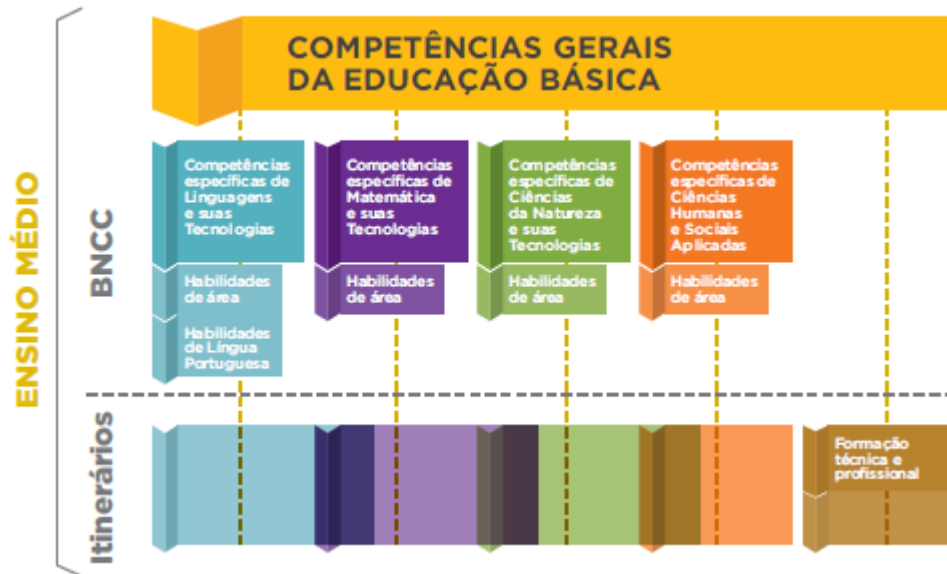 ENSINO MÉDIO
BNCC
Itinerários
COMPETÊNCIAS GERAIS
DA EDUCAÇÃO BÁSICA
Competências
específicas de
Linguagens
e suas
Tecnologias
Habilidades
de área
Habilidades
de Língua
Portuguesa
Competências
específicas de
Matemática
e suas
Tecnologias
Habilidades
de área
Competências
específicas de
Ciências
da Natureza
e suas
Tecnologias
Habilidades
de área
Competências
específicas de
Ciências
Humanas
e Sociais
Aplicadas
Habilidades
de área
Formação
técnica e
profissional